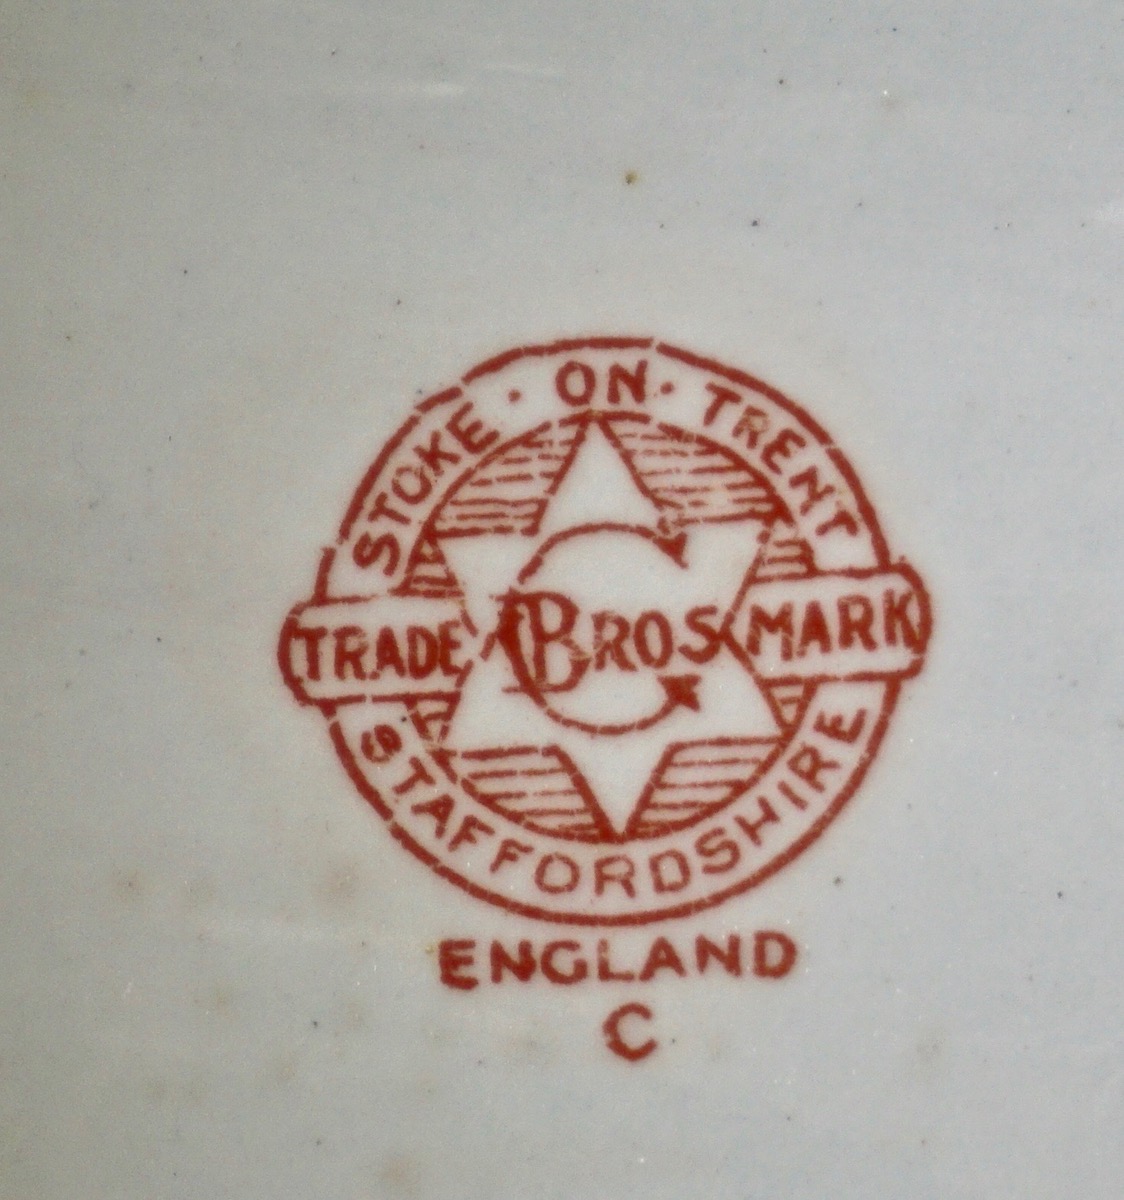 STOKE · ON · TRENT
C
TRADE BROS MARK
STAFFORDSHIRE
ENGLAND
C